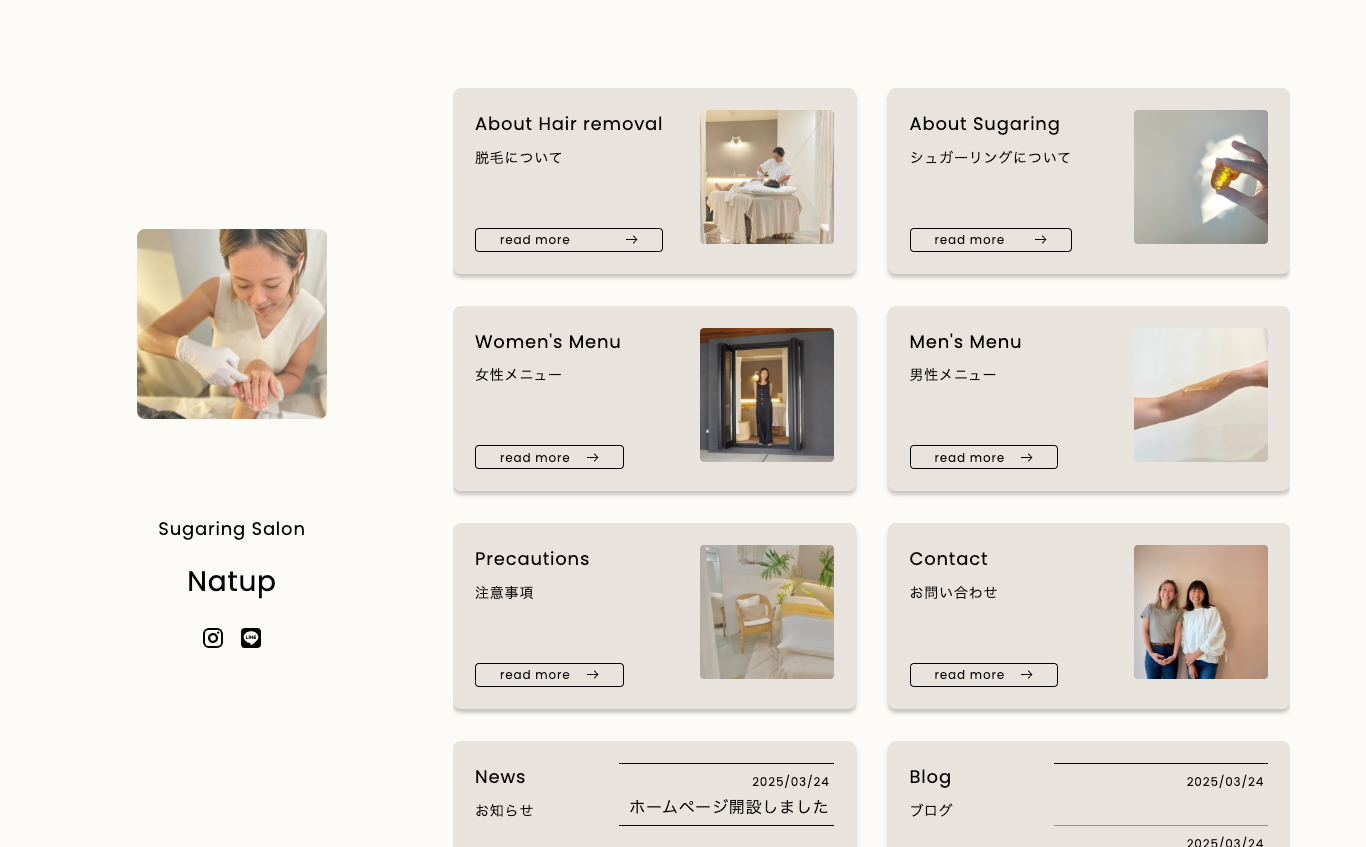 Sugaring Salon
Natup
LINE
About Hair removal
脱毛について
read more
About Sugaring
シュガーリングについて
read more
Women's Menu
女性メニュー
read more
Men's Menu
男性メニュー
read more
Precautions
注意事項
read more
Contact
お問い合わせ
read more
News
お知らせ
2025/03/24
ホームページ開設しました
Blog
ブログ
2025/03/24
2025/03/24